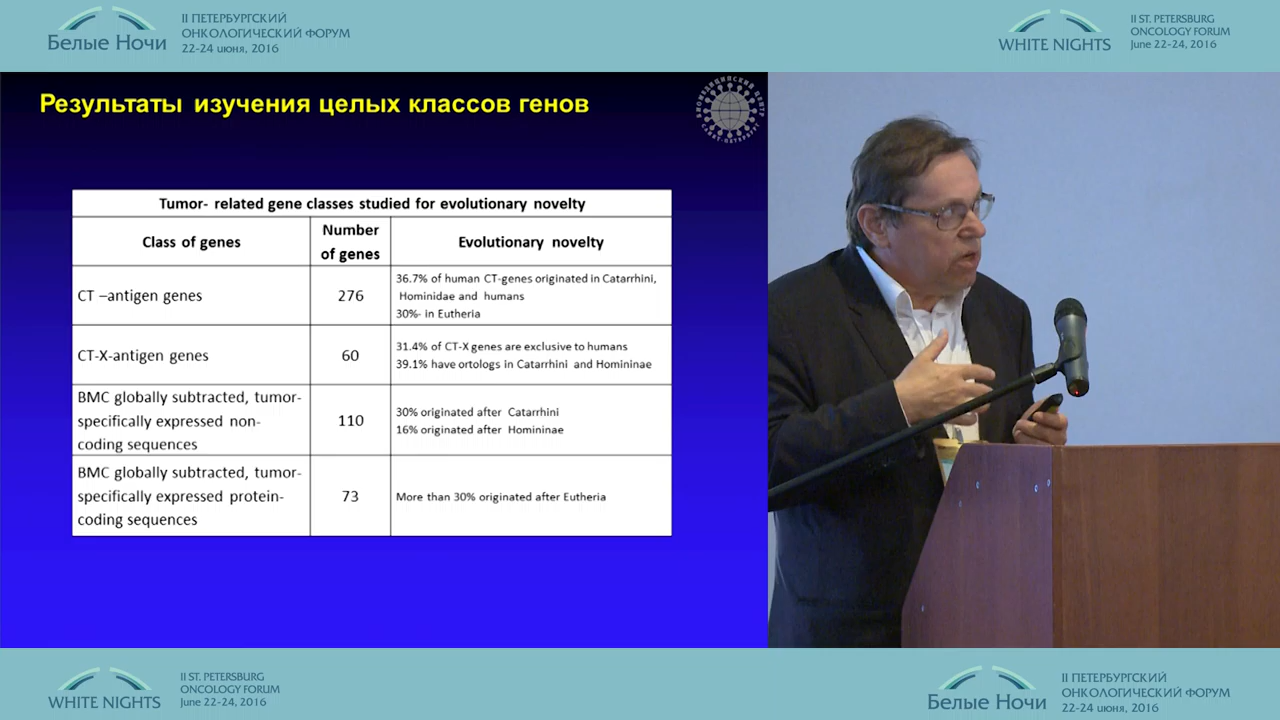 Белые Ночи
II ПЕТЕРБУРГСКИЙ
ОНКОЛОГИЧЕСКИЙ ФОРУМ
22-24 июня, 2016
WHITE NIGHTS
II ST. PETERSBURG
ONCOLOGY FORUM
June 22-24, 2016
Результаты изучения целых классов генов
БИОМЕДИЦИНСКИЙ ЦЕНТР
САНКТ-ПЕТЕРБУРГ
Tumor- related gene classes studied for evolutionary novelty
Class of genes
Number
of genes
Evolutionary novelty
CT –antigen genes
276
36.7% of human CT-genes originated in Catarrhini,
Hominidae and humans
30%- in Eutheria
CT-X-antigen genes
60
31.4% of CT-X genes are exclusive to humans
39.1% have ortologs in Catarrhini and Homininae
BMC globally subtracted, tumor-
specifically expressed non-
coding sequences
110
30% originated after Catarrhini
16% originated after Homininae
BMC globally subtracted, tumor-
specifically expressed protein-
coding sequences
73
More than 30% originated after Eutheria
WHITE NIGHTS
II ST. PETERSBURG
ONCOLOGY FORUM
June 22-24, 2016
Белые Ночи
II ПЕТЕРБУРГСКИЙ
ОНКОЛОГИЧЕСКИЙ ФОРУМ
22-24 июня, 2016